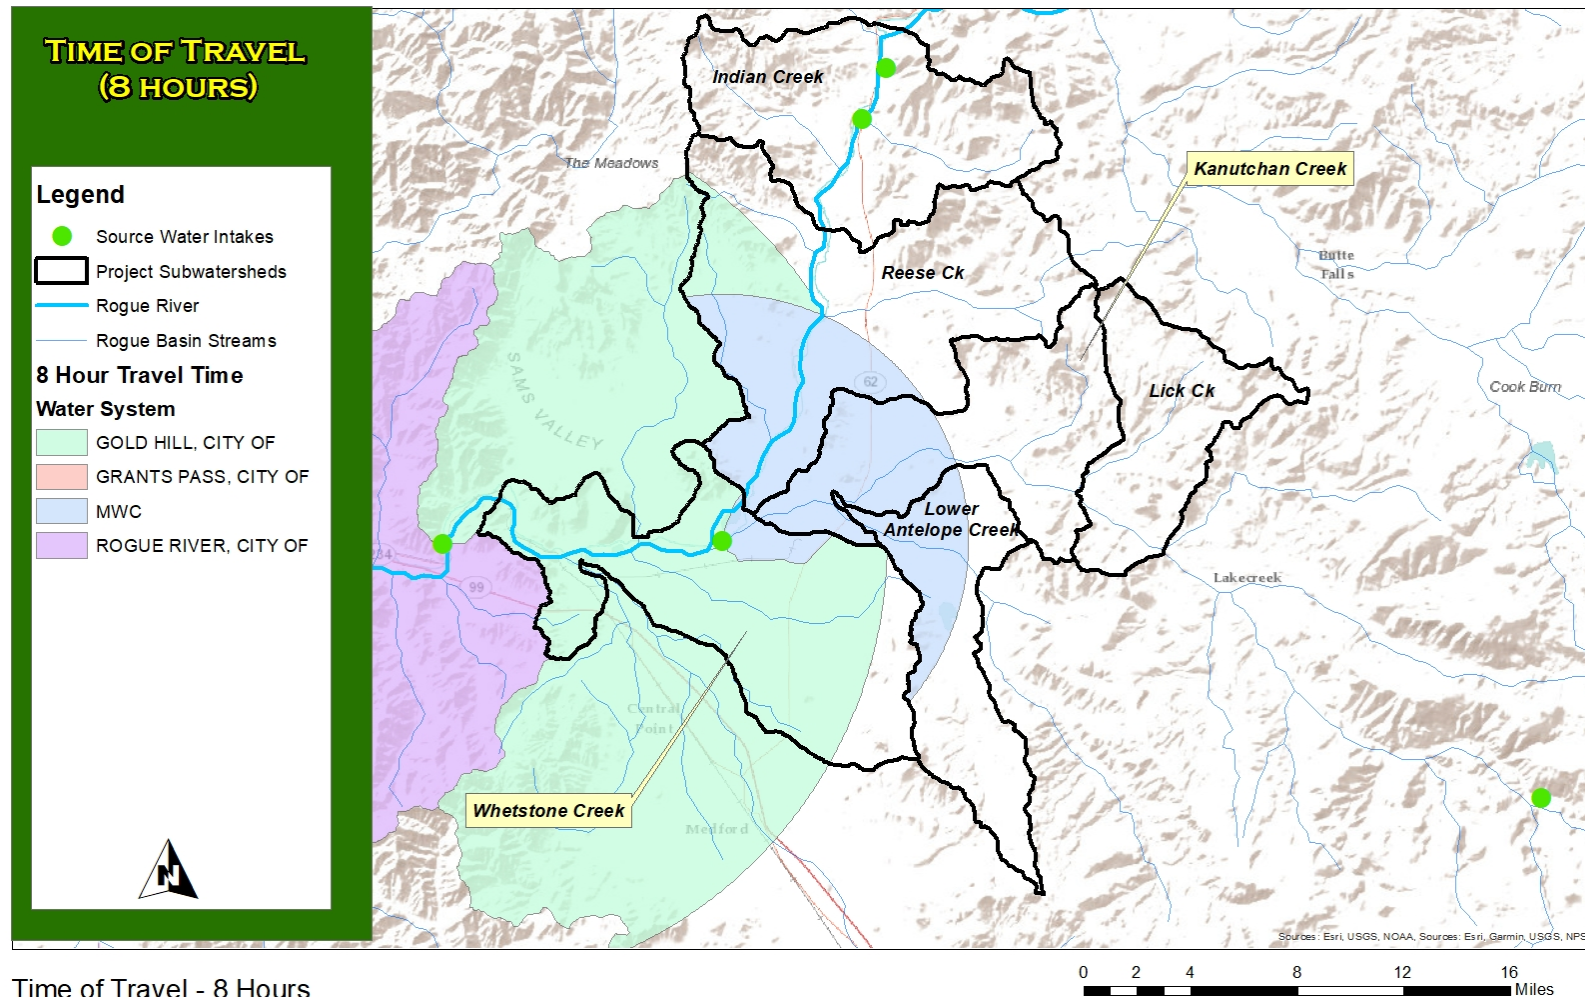 TIME OF TRAVEL
(8 HOURS)
Legend
Source Water Intakes
Project Subwatersheds
Rogue River
Rogue Basin Streams
8 Hour Travel Time
Water System
GOLD HILL, CITY OF
GRANTS PASS, CITY OF
MWC
ROGUE RIVER, CITY OF
N
Indian Creek
The Meadows
Kanutchan Creek
Reese Ck
Butte
Falls
SAMS VALLEY
62
Lick Ck
Cook Burn
Lower
Antelope Creek
99
Lakecreek
Central
Point
Whetstone Creek
Medford
Sources: Esri, USGS, NOAA, Sources: Esri, Garmin, USGS, NPS
Time of Travel - 8 Hours
0 2 4 8 12 16
Miles